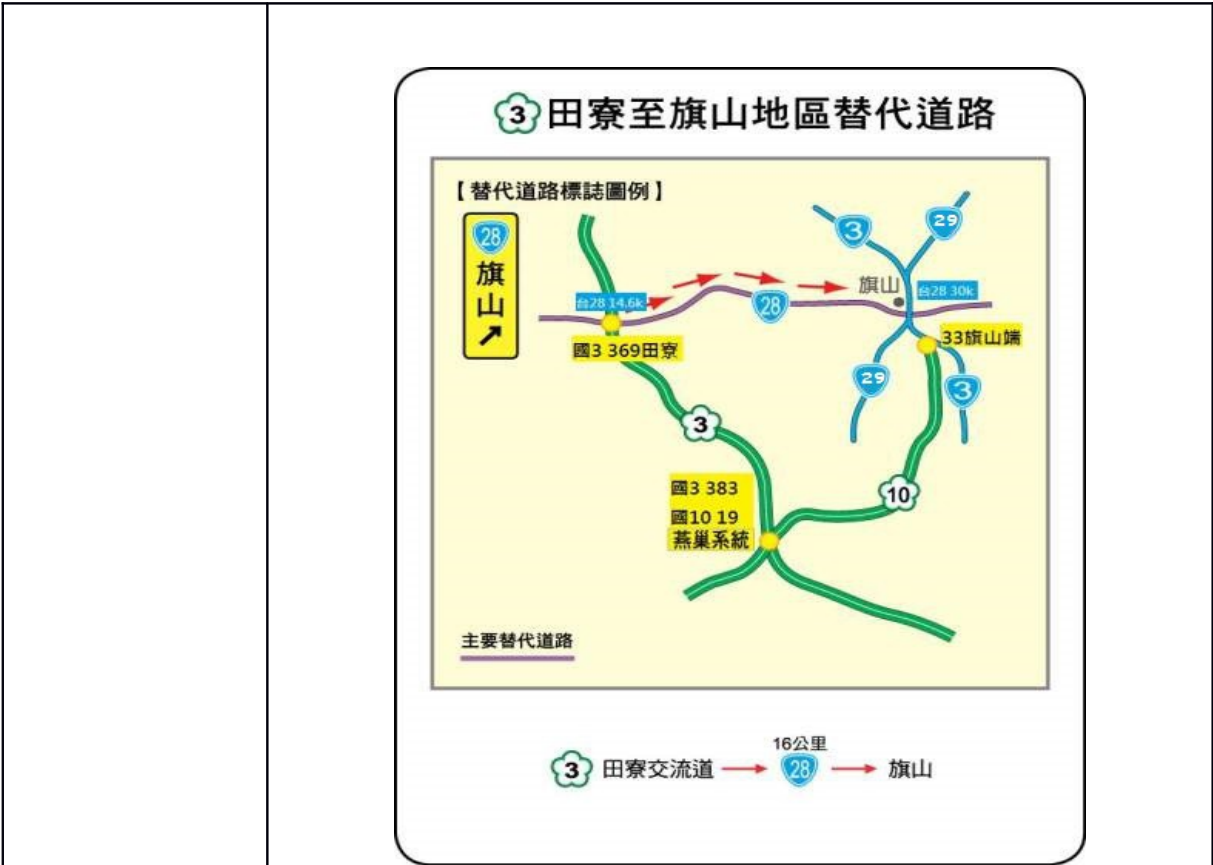 3 田寮至旗山地區替代道路
【替代道路標誌圖例】
28
旗山
3
29
旗山
台28 30k
台28 14.6k
28
國3 369田寮
33旗山端
29
3
3
國3 383
國10 19
燕巢系統
10
主要替代道路
16公里
3 田寮交流道 28 旗山